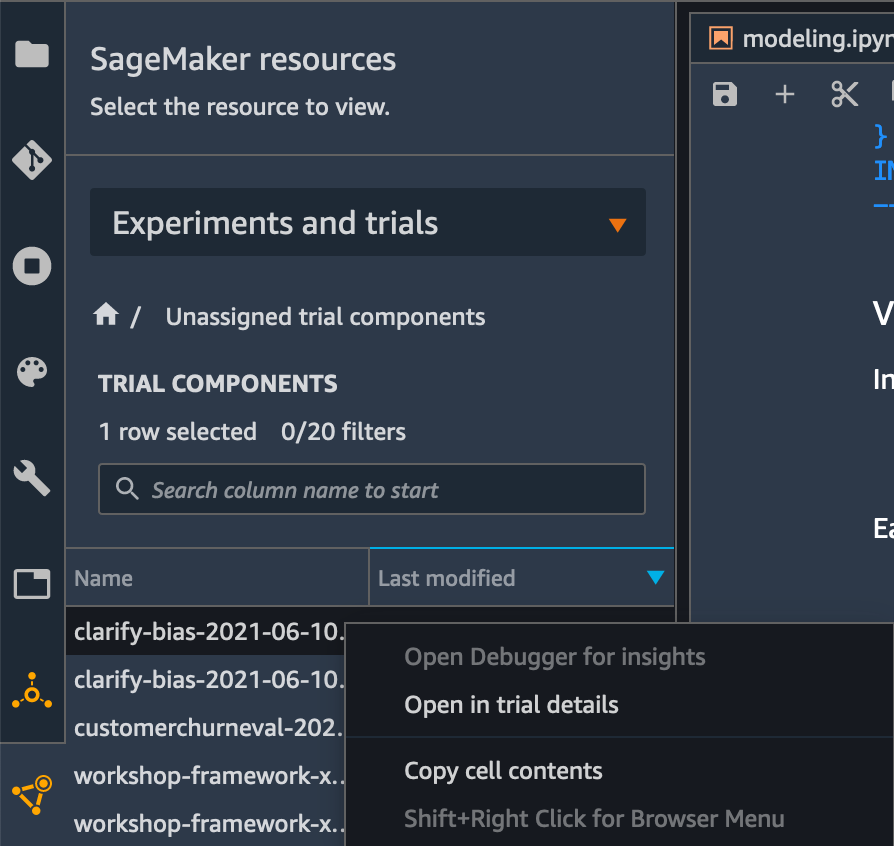 SageMaker resources
Select the resource to view.
Experiments and trials
/ Unassigned trial components
TRIAL COMPONENTS
1 row selected 0/20 filters
Search column name to start
Name Last modified
clarify-bias-2021-06-10.
clarify-bias-2021-06-10.
customerchurneval-202.
workshop-framework-x..
workshop-framework-x..
Open Debugger for insights
Open in trial details
Copy cell contents
Shift+Right Click for Browser Menu
modeling.ipyn
}